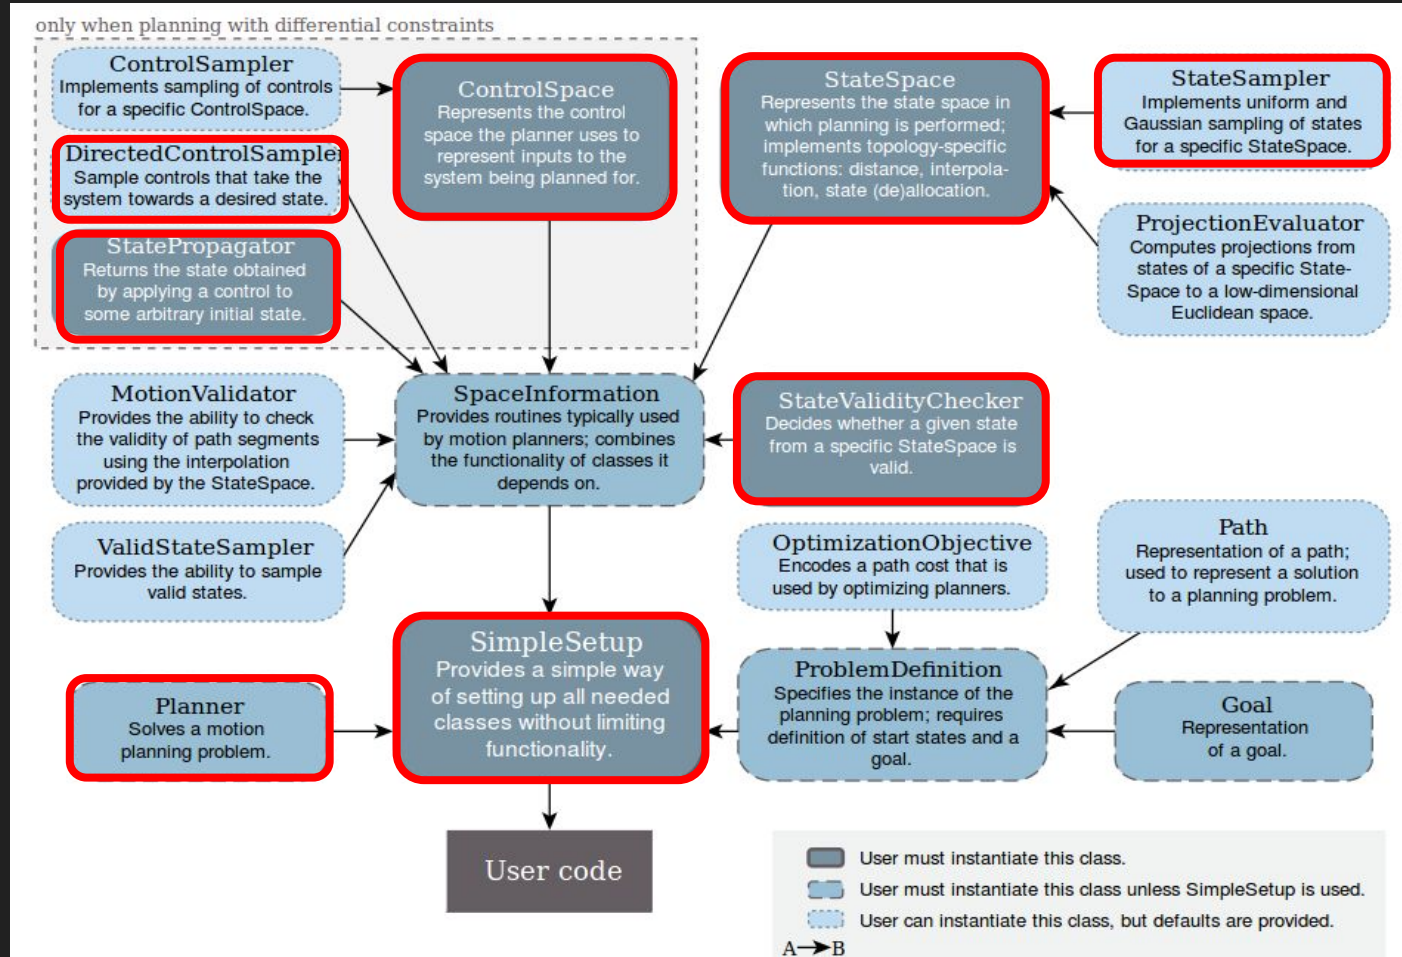 only when planning with differential constraints
ControlSampler
Implements sampling of controls
for a specific ControlSpace.
DirectedControlSampler
Sample controls that take the
system towards a desired state.
StatePropagator
Returns the state obtained
by applying a control to
some arbitrary initial state.
ControlSpace
Represents the control
space the planner uses to
represent inputs to the
system being planned for.
StateSpace
Represents the state space in
which planning is performed;
implements topology-specific
functions: distance, interpola-
tion, state (de)allocation.
StateSampler
Implements uniform and
Gaussian sampling of states
for a specific StateSpace.
ProjectionEvaluator
Computes projections from
states of a specific State-
Space to a low-dimensional
Euclidean space.
MotionValidator
Provides the ability to check
the validity of path segments
using the interpolation
provided by the StateSpace.
SpaceInformation
Provides routines typically used
by motion planners; combines
the functionality of classes it
depends on.
StateValidityChecker
Decides whether a given state
from a specific StateSpace is
valid.
ValidStateSampler
Provides the ability to sample
valid states.
OptimizationObjective
Encodes a path cost that is
used by optimizing planners.
Path
Representation of a path;
used to represent a solution
to a planning problem.
Planner
Solves a motion
planning problem.
SimpleSetup
Provides a simple way
of setting up all needed
classes without limiting
functionality.
ProblemDefinition
Specifies the instance of the
planning problem; requires
definition of start states and a
goal.
Goal
Representation
of a goal.
User code
User must instantiate this class.
User must instantiate this class unless SimpleSetup is used.
User can instantiate this class, but defaults are provided.
A B